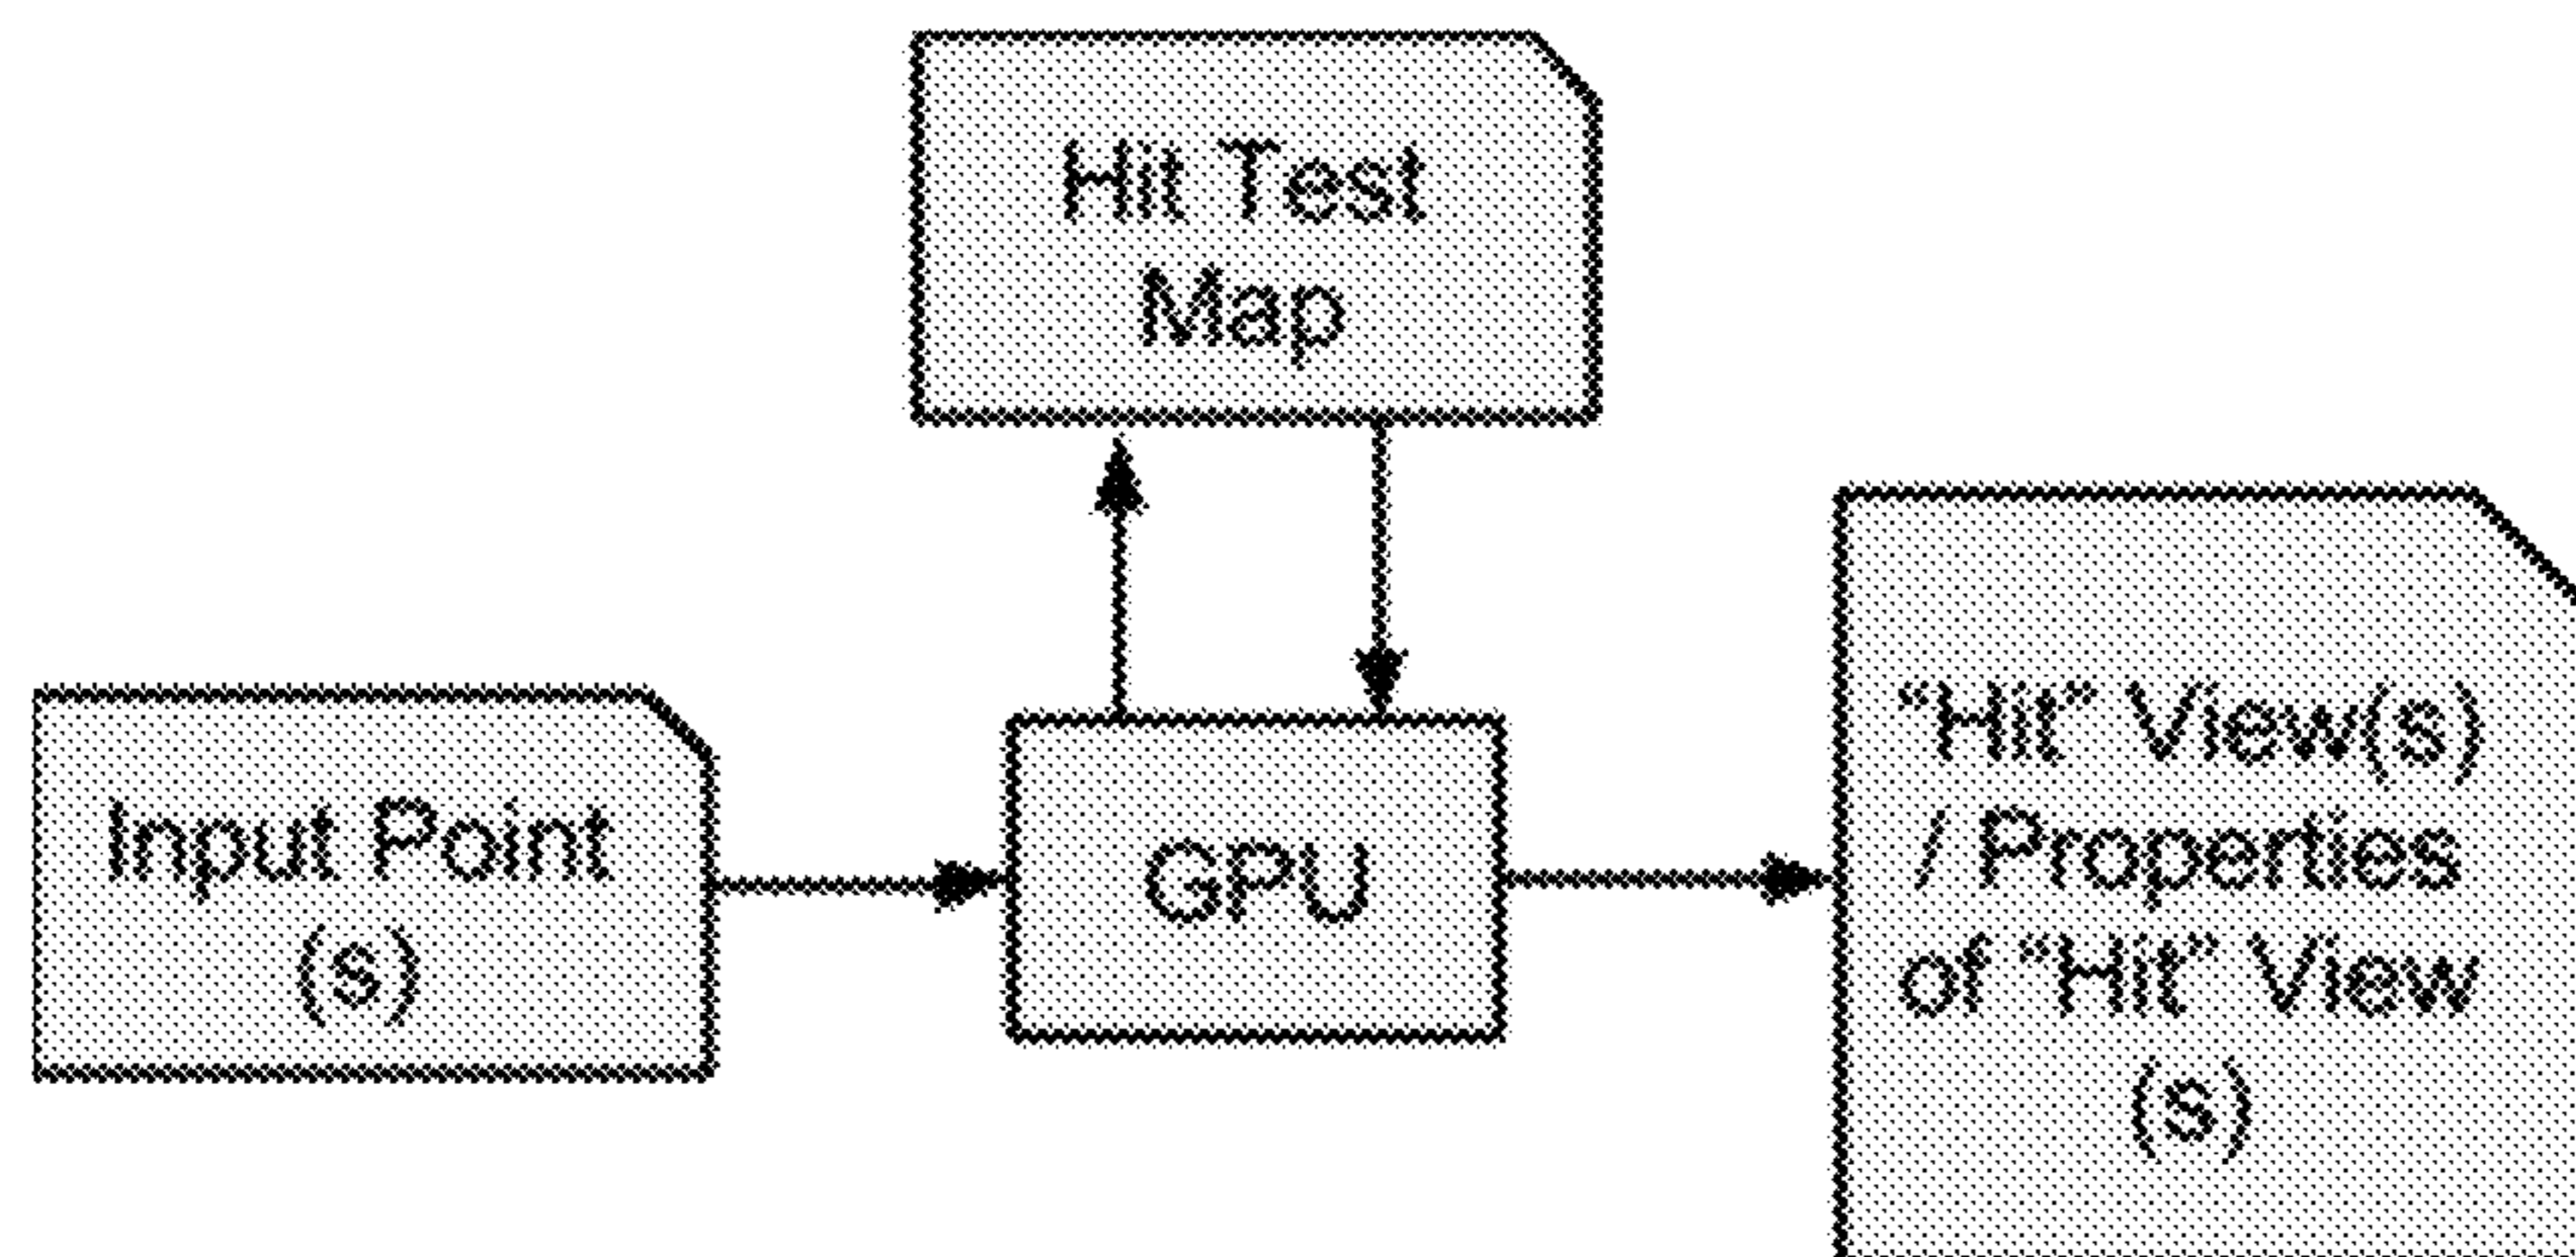 Hit Test
Map
Input Point
(s)
GPU
“Hit” View(s)
/ Properties
of “Hit” View
(s)